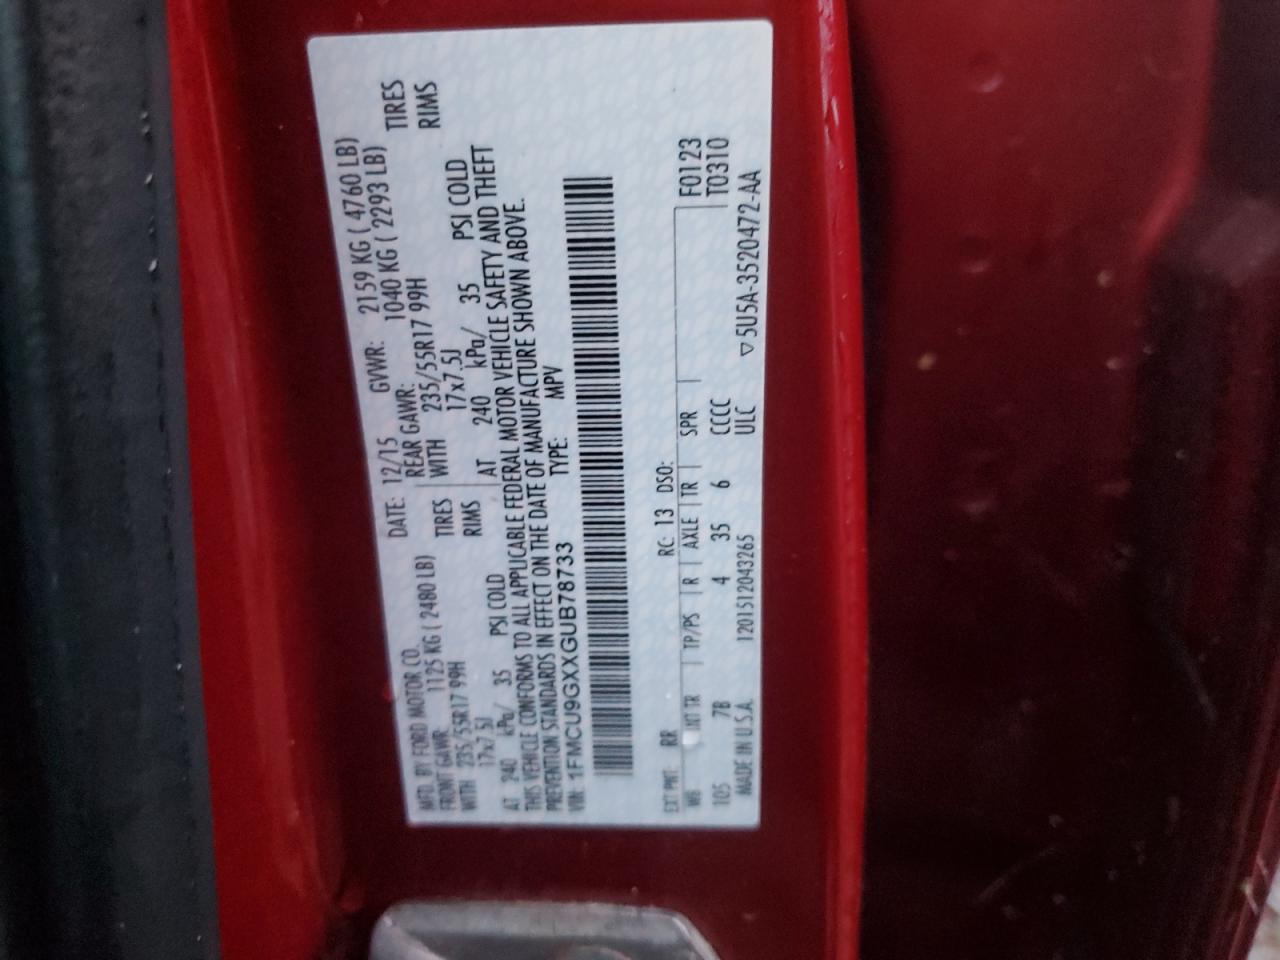 MFD. BY FORD MOTOR CO.
DATE: 12/15 GVWR: 2159 KG ( 4760 LB)
FRONT GAWR: 1125 KG ( 2480 LB) REAR GAWR: 1040 KG ( 2293 LB)
WITH 235/55R17 99H TIRES WITH 235/55R17 99H TIRES
17x7.5J RIMS 17x7.5J RIMS
AT 240 kPa/ 35 PSI COLD AT 240 kPa/ 35 PSI COLD
THIS VEHICLE CONFORMS TO ALL APPLICABLE FEDERAL MOTOR VEHICLE SAFETY AND THEFT
PREVENTION STANDARDS IN EFFECT ON THE DATE OF MANUFACTURE SHOWN ABOVE.
VIN: 1FMCU9GXXGUB78733 TYPE: MPV
EXT PNT: RR RC: 13 DSO: F0123
WB INT TR TP/PS R AXLE TR SPR T0310
105 7B 4 35 6 CCCC
MADE IN U.S.A. 1201512043265 ULC ▽5U5A-3520472-AA